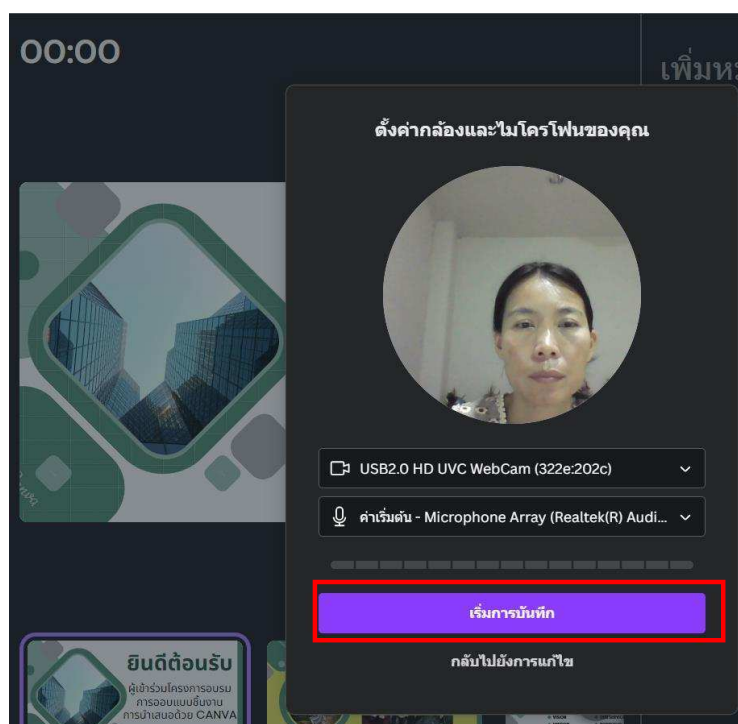 00:00
เพิ่มห
ตั้งค่ากล้องและไมโครโฟนของคุณ
USB2.0 HD UVC WebCam (322e:202c)
ค่าเริ่มต้น - Microphone Array (Realtek(R) Audi...
เริ่มการบันทึก
กลับไปยังการแก้ไข
ยินดีต้อนรับ
ผู้เข้าร่วมโครงการอบรม
การออกแบบชิ้นงาน
การนำเสนอด้วย CANVA